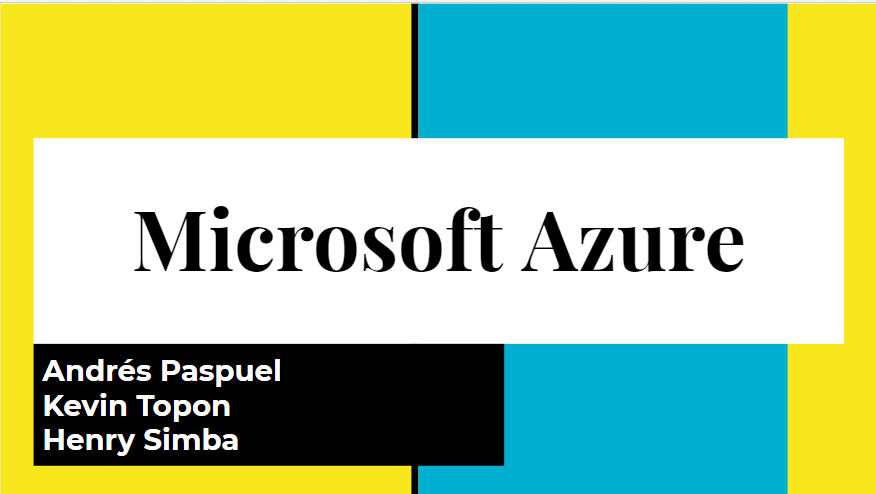 Microsoft Azure
Andrés Paspuel
Kevin Topon
Henry Simba